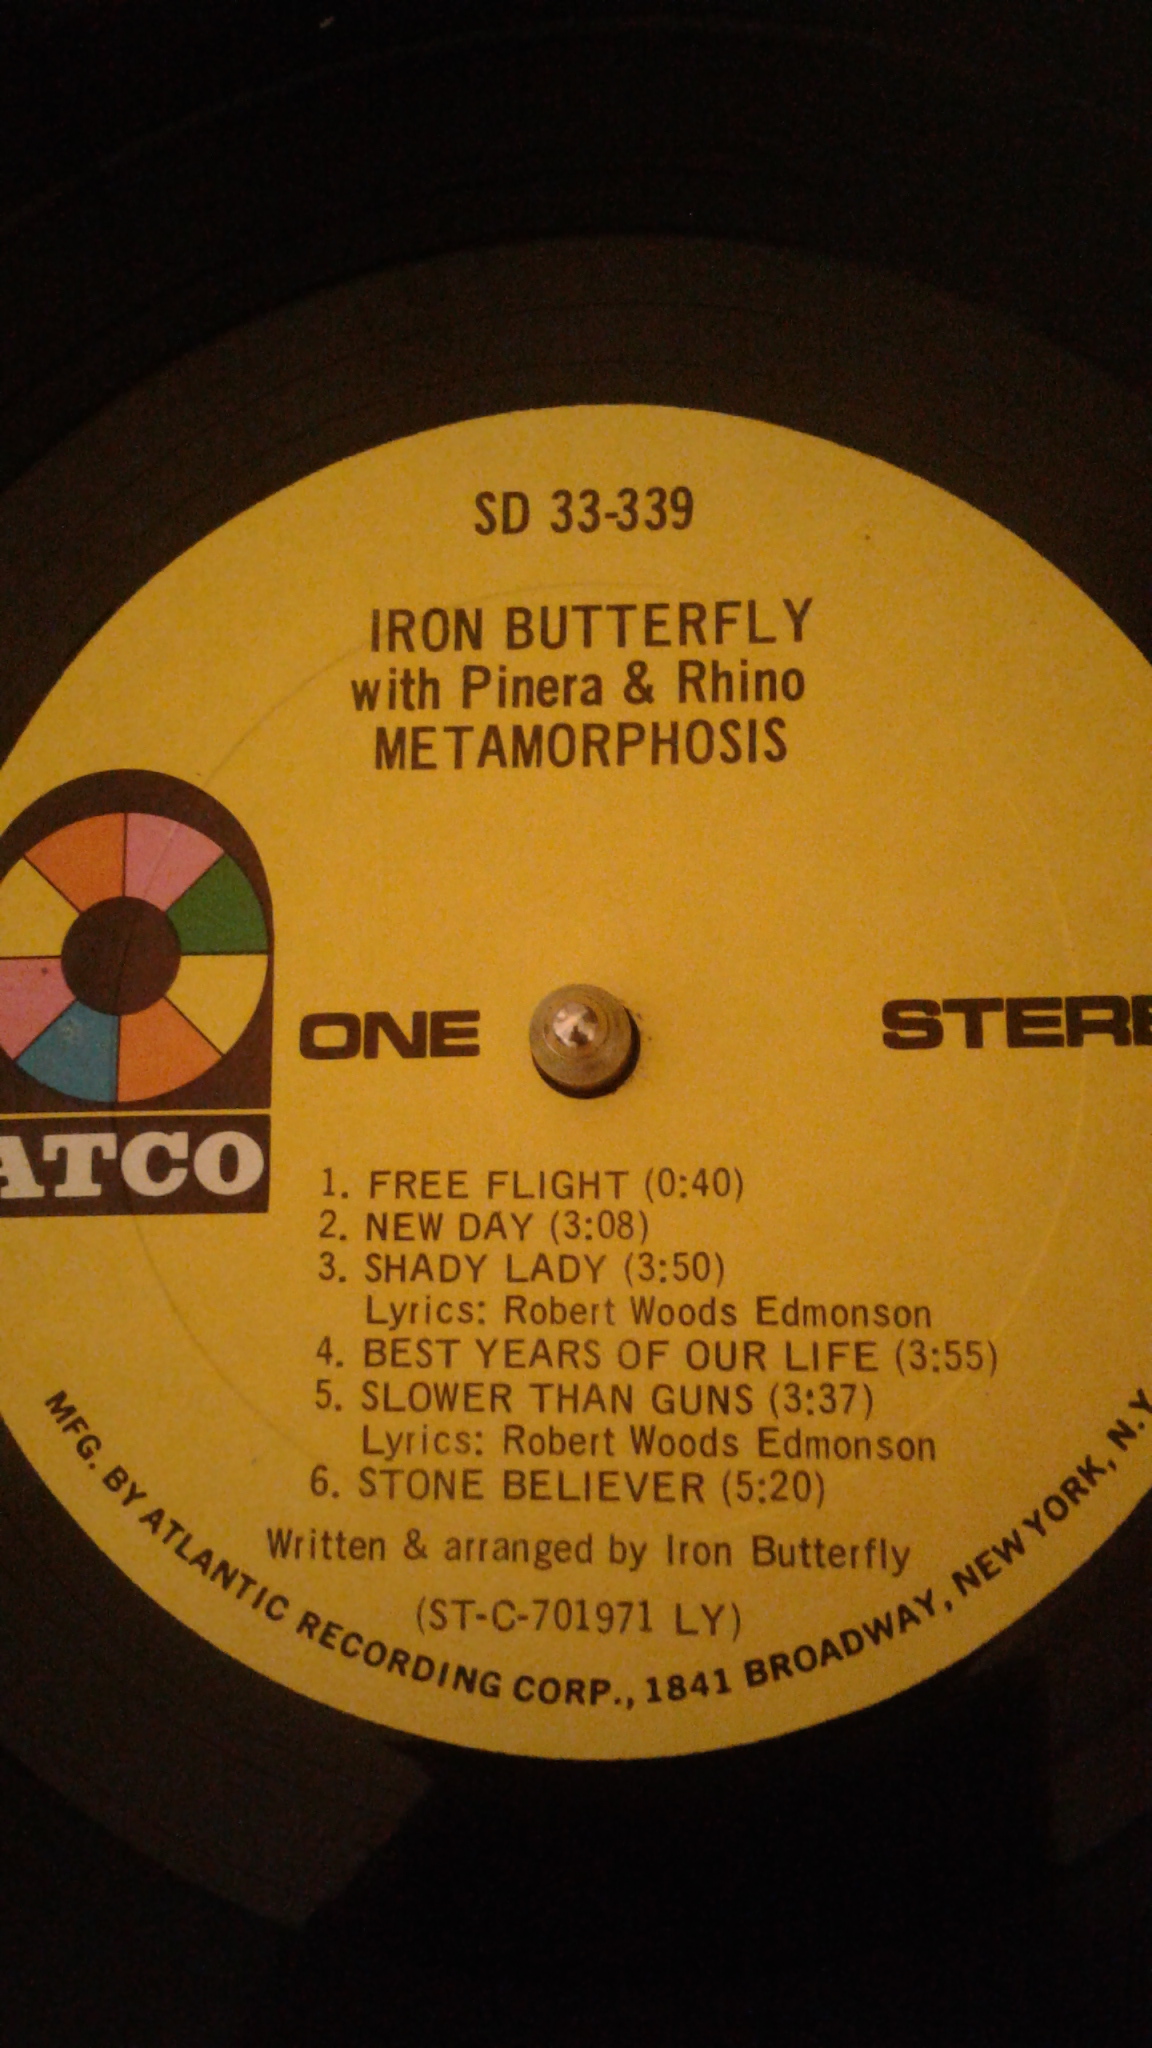 SD 33-339
IRON BUTTERFLY
with Pinera & Rhino
METAMORPHOSIS
ONE
STERE
ATCO
1. FREE FLIGHT (0:40)
2. NEW DAY (3:08)
3. SHADY LADY (3:50)
Lyrics: Robert Woods Edmonson
4. BEST YEARS OF OUR LIFE (3:55)
5. SLOWER THAN GUNS (3:37)
Lyrics: Robert Woods Edmonson
6. STONE BELIEVER (5:20)
Written & arranged by Iron Butterfly
(ST-C-701971 LY)
MFG. BY ATLANTIC RECORDING CORP., 1841 BROADWAY, NEW YORK, N.Y